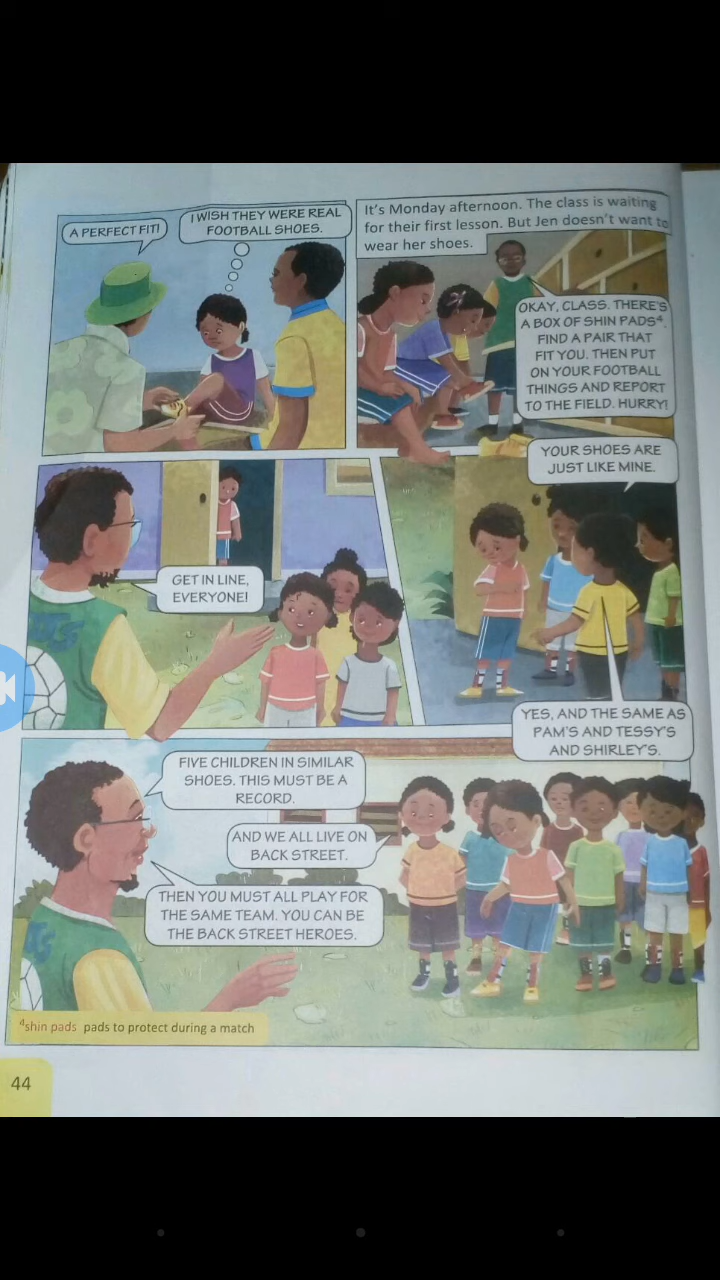 A PERFECT FIT!
I WISH THEY WERE REAL
FOOTBALL SHOES.
It's Monday afternoon. The class is waiting
for their first lesson. But Jen doesn't want to
wear her shoes.
OKAY, CLASS. THERE'S
A BOX OF SHIN PADS⁴.
FIND A PAIR THAT
FIT YOU. THEN PUT
ON YOUR FOOTBALL
THINGS AND REPORT
TO THE FIELD. HURRY!
GET IN LINE,
EVERYONE!
YOUR SHOES ARE
JUST LIKE MINE.
YES, AND THE SAME AS
PAM'S AND TESSY'S
AND SHIRLEY'S.
FIVE CHILDREN IN SIMILAR
SHOES. THIS MUST BE A
RECORD.
AND WE ALL LIVE ON
BACK STREET.
THEN YOU MUST ALL PLAY FOR
THE SAME TEAM. YOU CAN BE
THE BACK STREET HEROES.
⁴shin pads pads to protect during a match
44